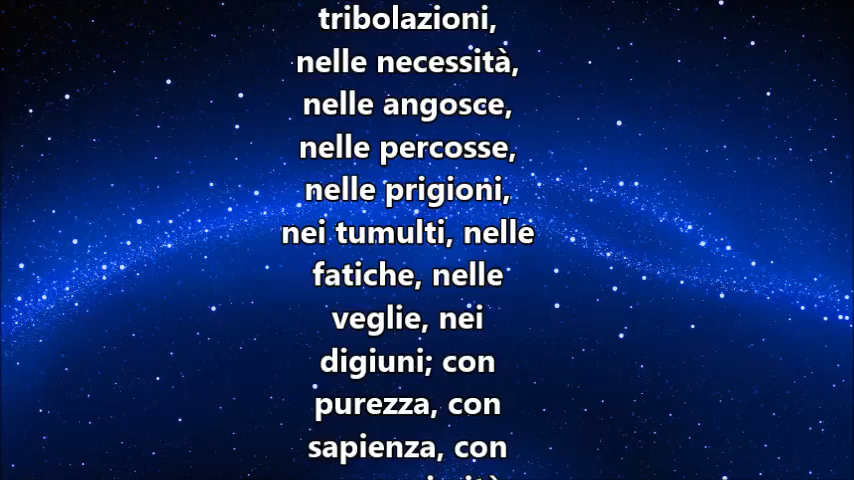 tribolazioni,
nelle necessità,
nelle angosce,
nelle percosse,
nelle prigioni,
nei tumulti, nelle
fatiche, nelle
veglie, nei
digiuni; con
purezza, con
sapienza, con